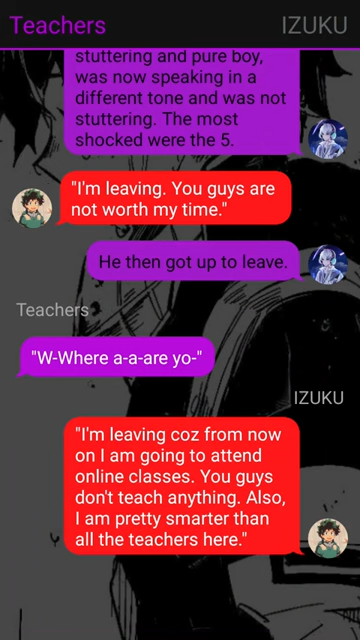 Teachers IZUKU
stuttering and pure boy,
was now speaking in a
different tone and was not
stuttering. The most
shocked were the 5.
"I'm leaving. You guys are
not worth my time."
He then got up to leave.
Teachers
"W-Where a-a-are yo-"
IZUKU
"I'm leaving coz from now
on I am going to attend
online classes. You guys
don't teach anything. Also,
I am pretty smarter than
all the teachers here."